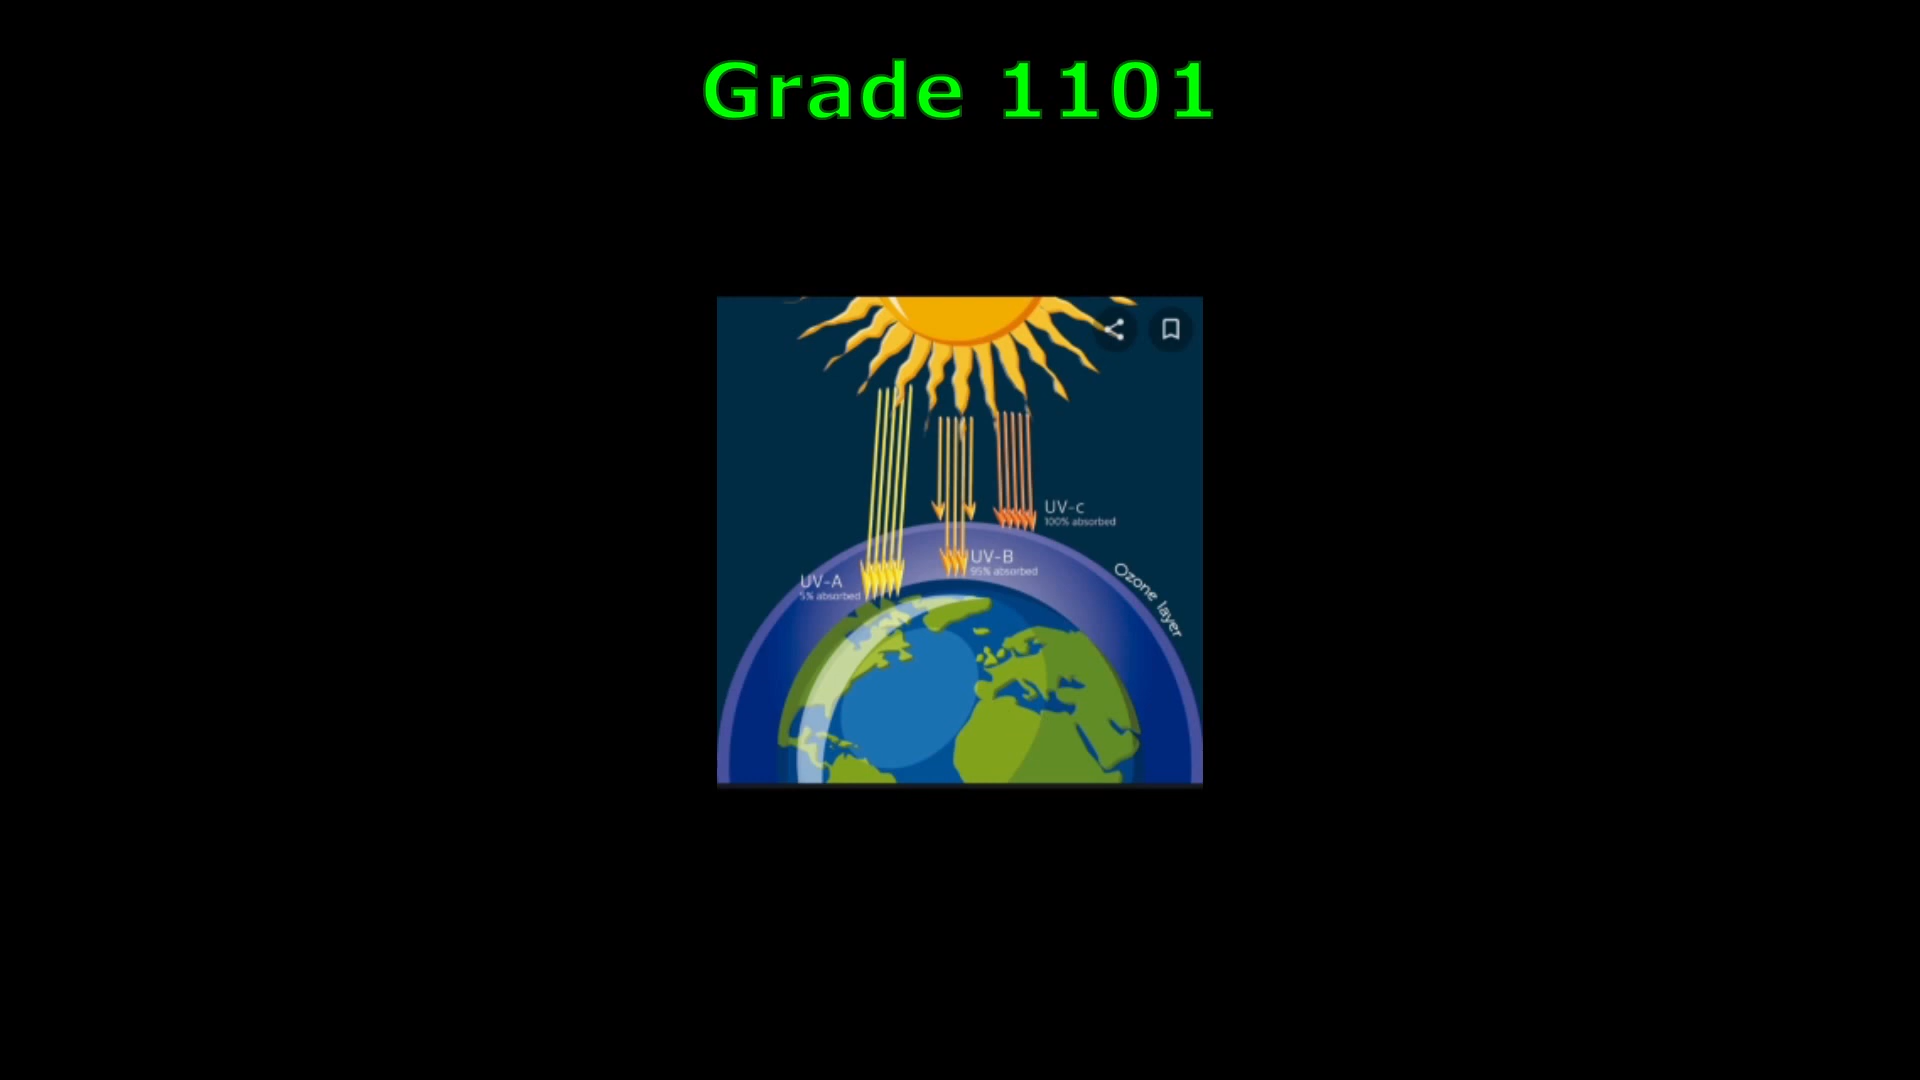 Grade 1101
UV-c
100% absorbed
UV-B
95% absorbed
UV-A
5% absorbed
Ozone layer